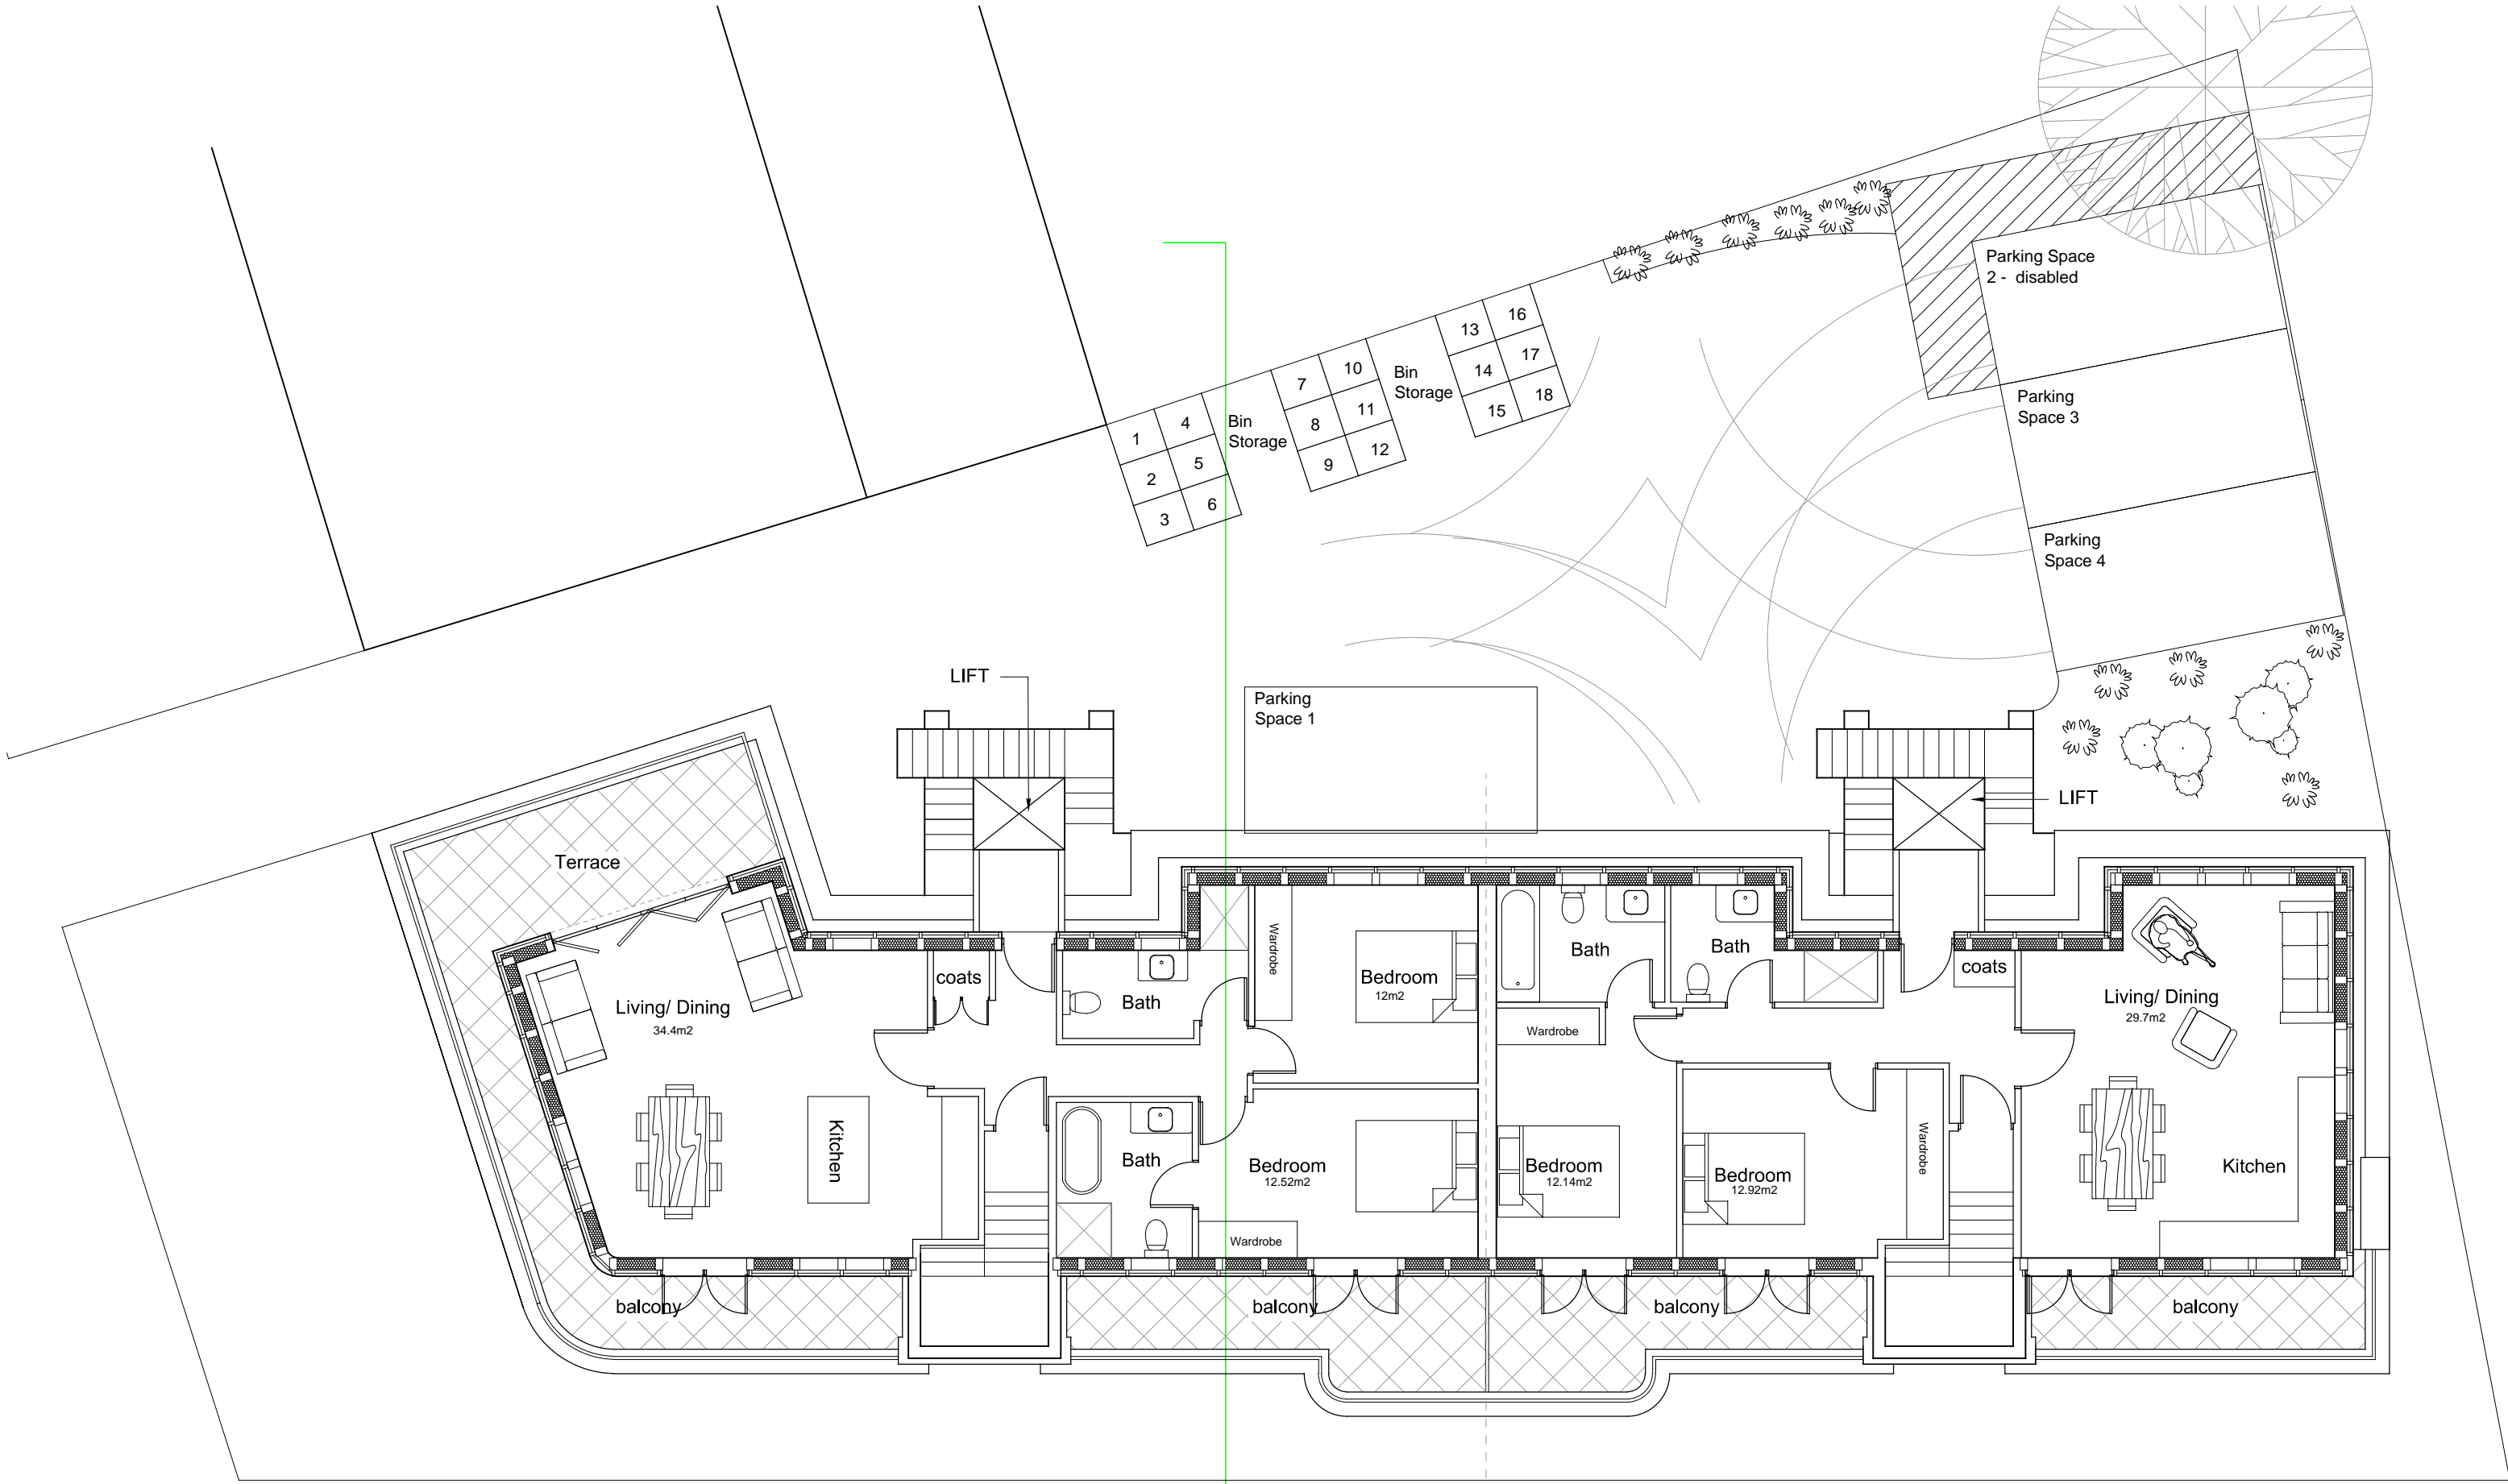 Parking Space
2 - disabled
Parking
Space 3
Parking
Space 4
13
16
14
17
15
18
Bin
Storage
7
10
8
11
9
12
Bin
Storage
1
4
2
5
3
6
LIFT
Parking
Space 1
LIFT
Terrace
Living/ Dining
34.4m2
coats
Bath
Wardrobe
Bedroom
12m2
Bath
Bath
Wardrobe
coats
Living/ Dining
29.7m2
Kitchen
Bath
Bedroom
12.52m2
Wardrobe
Bedroom
12.14m2
Bedroom
12.92m2
Wardrobe
Kitchen
balcony
balcony
balcony
balcony